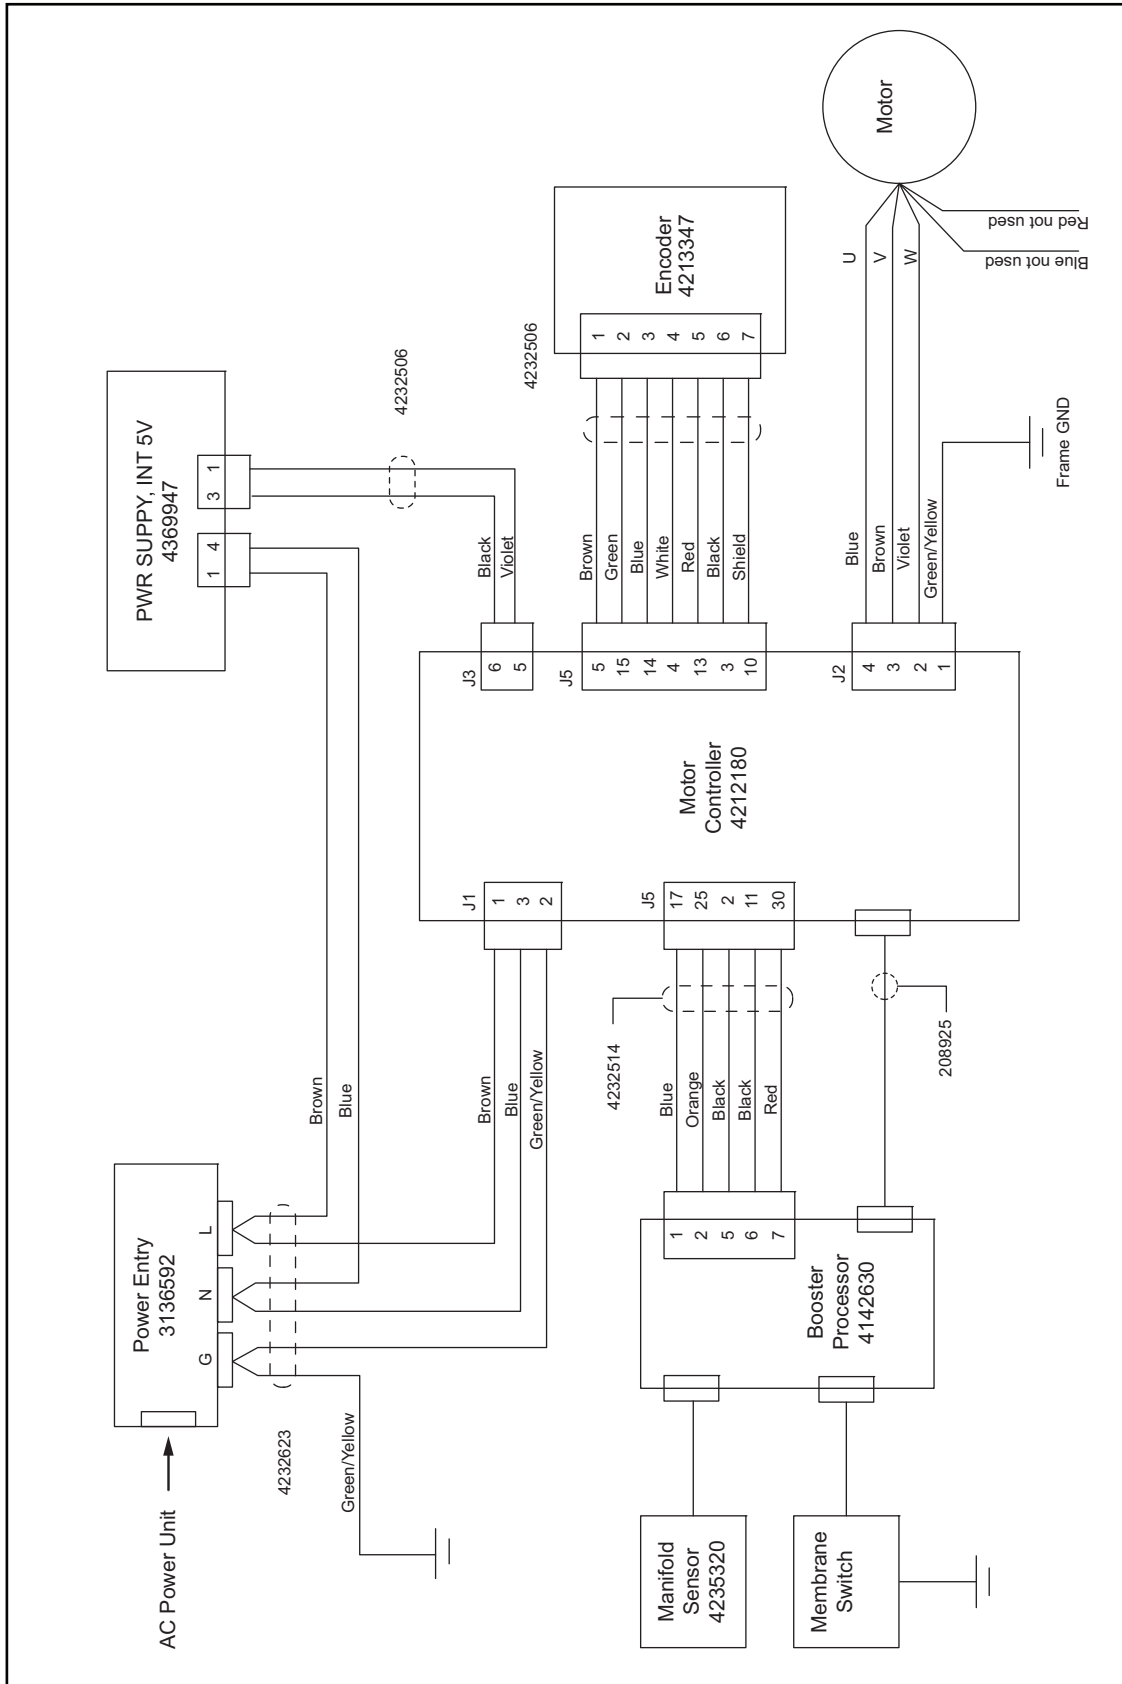 AC Power Unit
Power Entry
3136592
G
N
L
4232623
Green/Yellow
Brown
Blue
PWR SUPPY, INT 5V
4369947
1
4
3
1
4232506
Brown
Blue
Green/Yellow
J1
1
3
2
Motor
Controller
4212180
J3
6
5
Black
Violet
J5
5
15
14
4
13
3
10
Brown
Green
Blue
White
Red
Black
Shield
4232506
1
2
3
4
5
6
7
Encoder
4213347
J2
4
3
2
1
Blue
Brown
Violet
Green/Yellow
U
V
W
Motor
Red not used
Blue not used
Frame GND
J5
17
25
2
11
30
4232514
Blue
Orange
Black
Black
Red
1
2
5
6
7
208925
Booster
Processor
4142630
Manifold
Sensor
4235320
Membrane
Switch